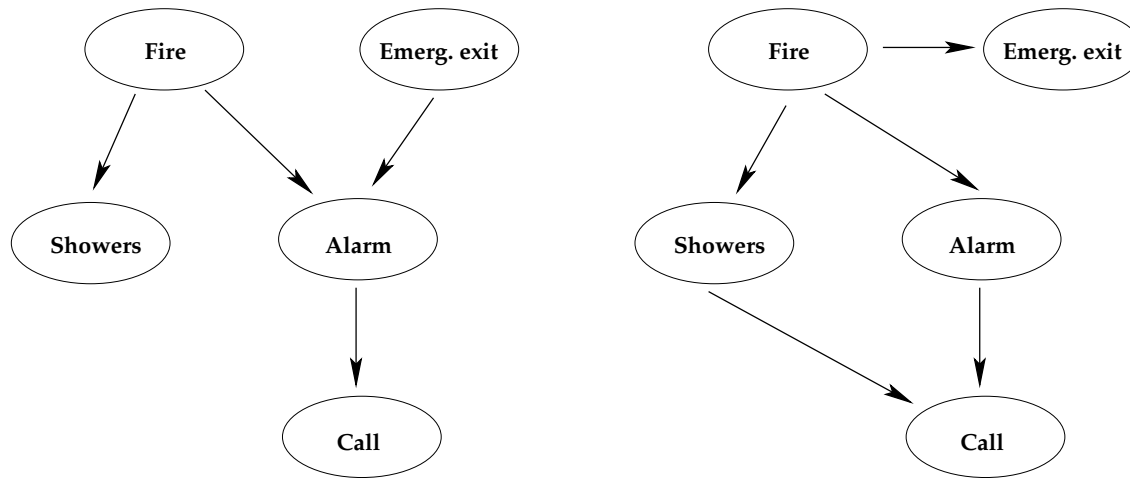 Fire
Emerg. exit
Fire
Emerg. exit
Showers
Alarm
Showers
Alarm
Call
Call